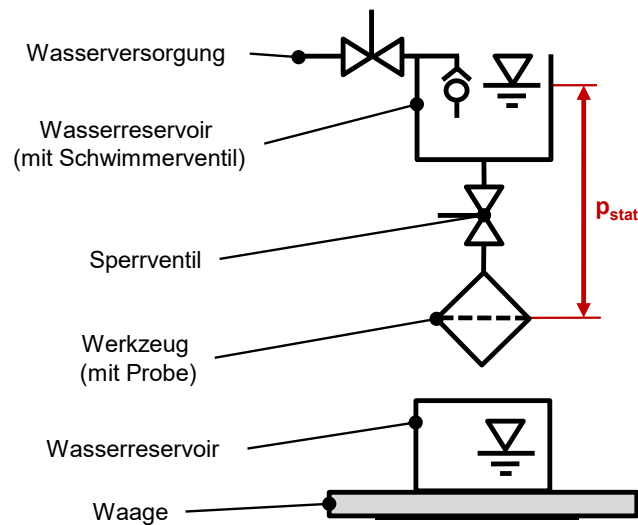 Wasserversorgung
Wasserreservoir
(mit Schwimmerventil)
p_stat
Sperrventil
Werkzeug
(mit Probe)
Wasserreservoir
Waage